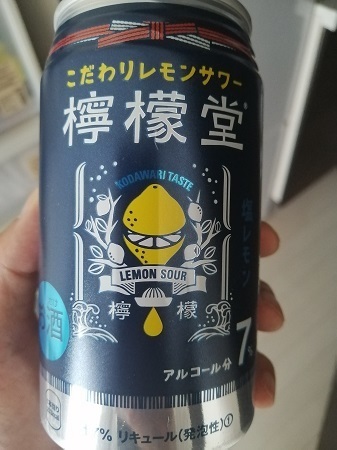 こだわりレモンサワー
檸檬堂
KODAWARI TASTE
LEMON SOUR
檸檬
塩レモン
お酒
アルコール分 7%
7% リキュール(発泡性)①